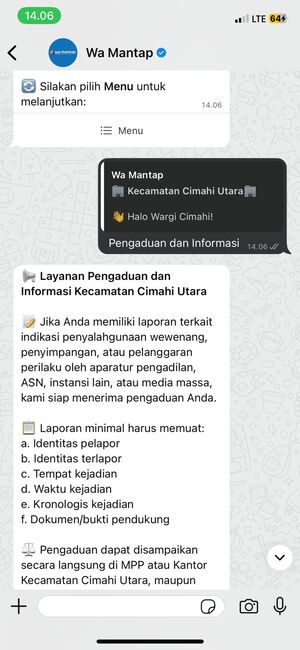 14.06
LTE 64
Wa Mantap
🔄 Silakan pilih Menu untuk
melanjutkan:
14.06
Menu
Wa Mantap
🏢 Kecamatan Cimahi Utara🏢
👋 Halo Wargi Cimahi!
Pengaduan dan Informasi 14.06
📢 Layanan Pengaduan dan
Informasi Kecamatan Cimahi Utara
📝 Jika Anda memiliki laporan terkait
indikasi penyalahgunaan wewenang,
penyimpangan, atau pelanggaran
perilaku oleh aparatur pengadilan,
ASN, instansi lain, atau media massa,
kami siap menerima pengaduan Anda.
📋 Laporan minimal harus memuat:
a. Identitas pelapor
b. Identitas terlapor
c. Tempat kejadian
d. Waktu kejadian
e. Kronologis kejadian
f. Dokumen/bukti pendukung
⚖️ Pengaduan dapat disampaikan
secara langsung di MPP atau Kantor
Kecamatan Cimahi Utara, maupun